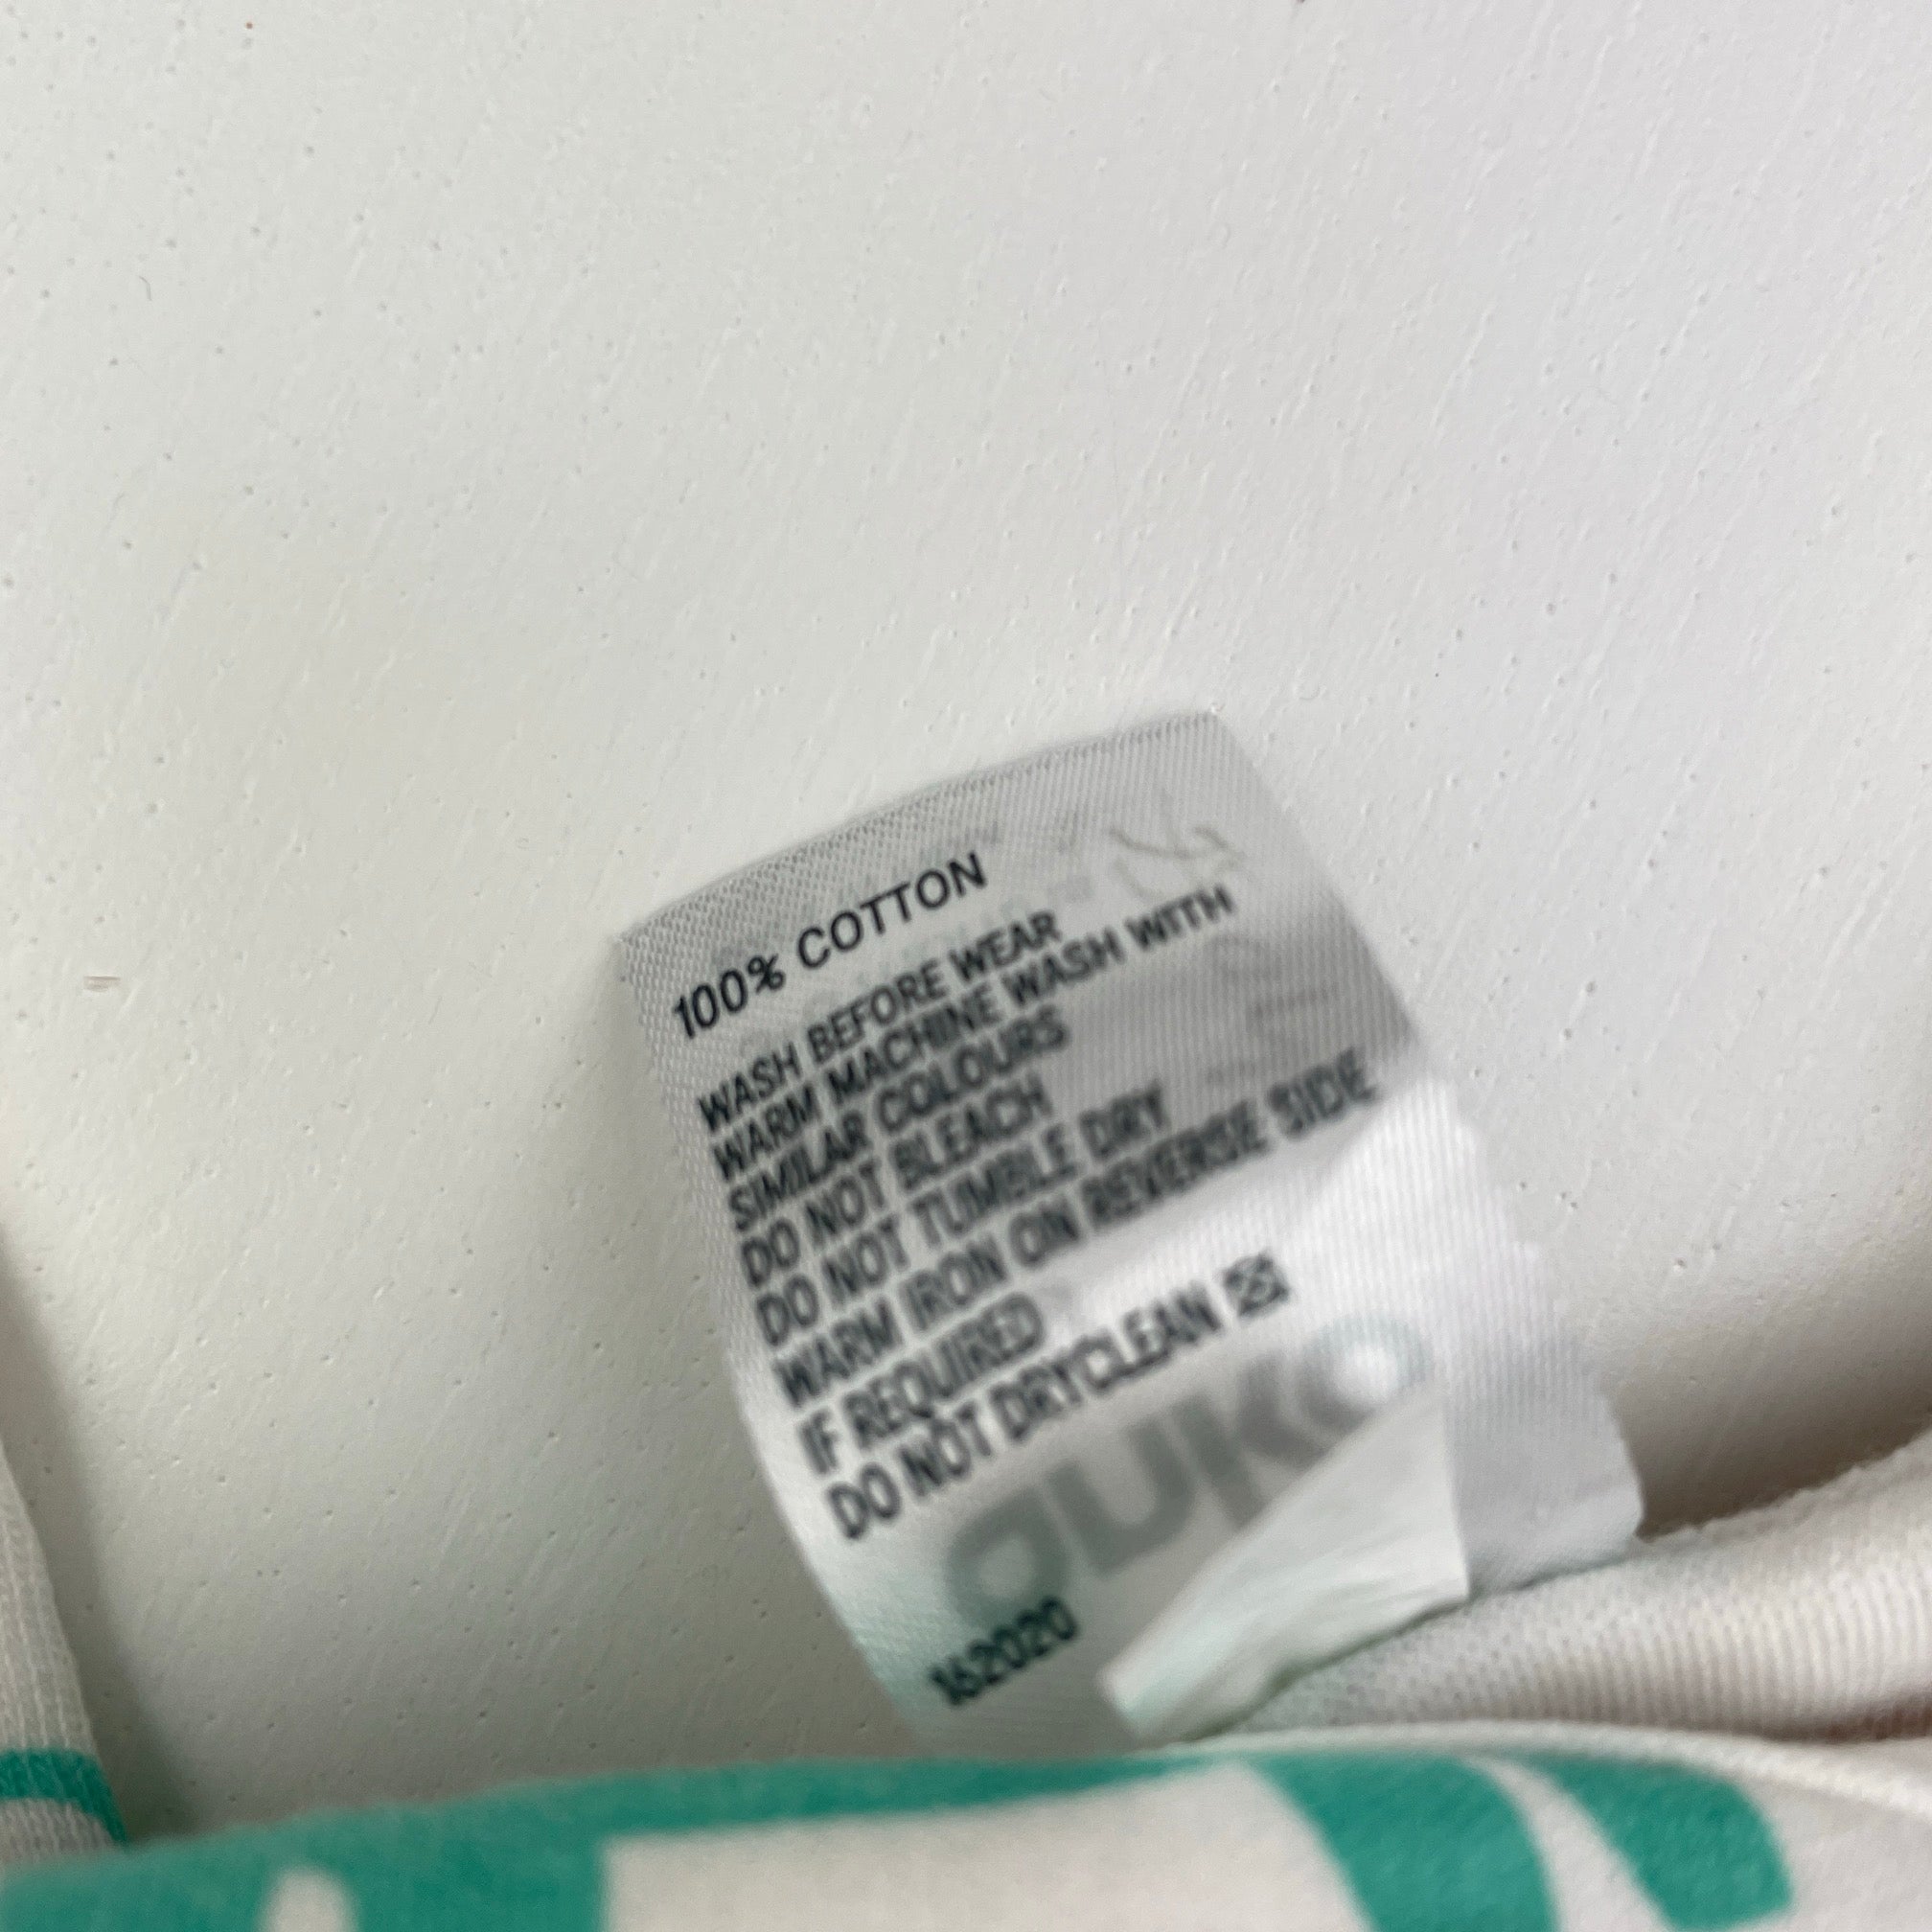 100% COTTON
WASH BEFORE WEAR
WARM MACHINE WASH WITH
SIMILAR COLOURS
DO NOT BLEACH
DO NOT TUMBLE DRY
WARM IRON ON REVERSE SIDE
IF REQUIRED
DO NOT DRYCLEAN
162020